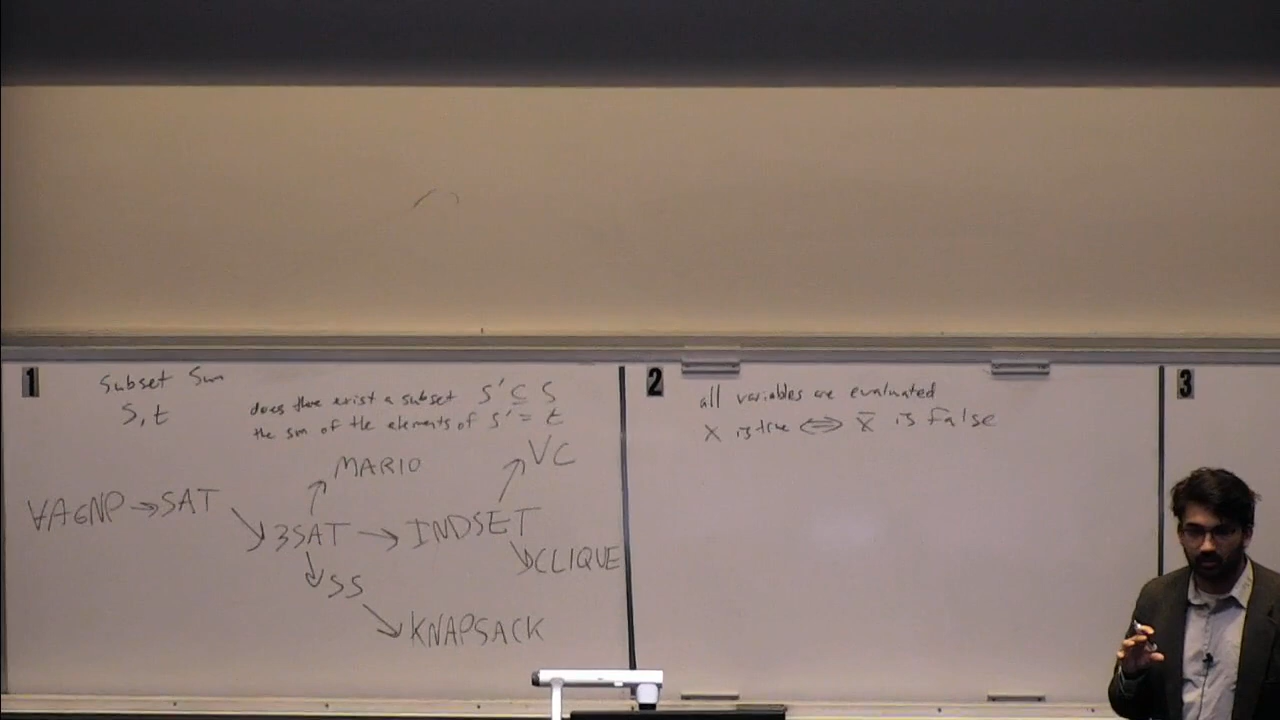 1
Subset Sum
S, t
does there exist a subset S' ⊆ S
the sum of the elements of S' = t
MARIO
VC
∀A∈NP → SAT
3SAT → INDSET
CLIQUE
SS
KNAPSACK
2
all variables are evaluated
X is true ⇔ X̄ is False
3